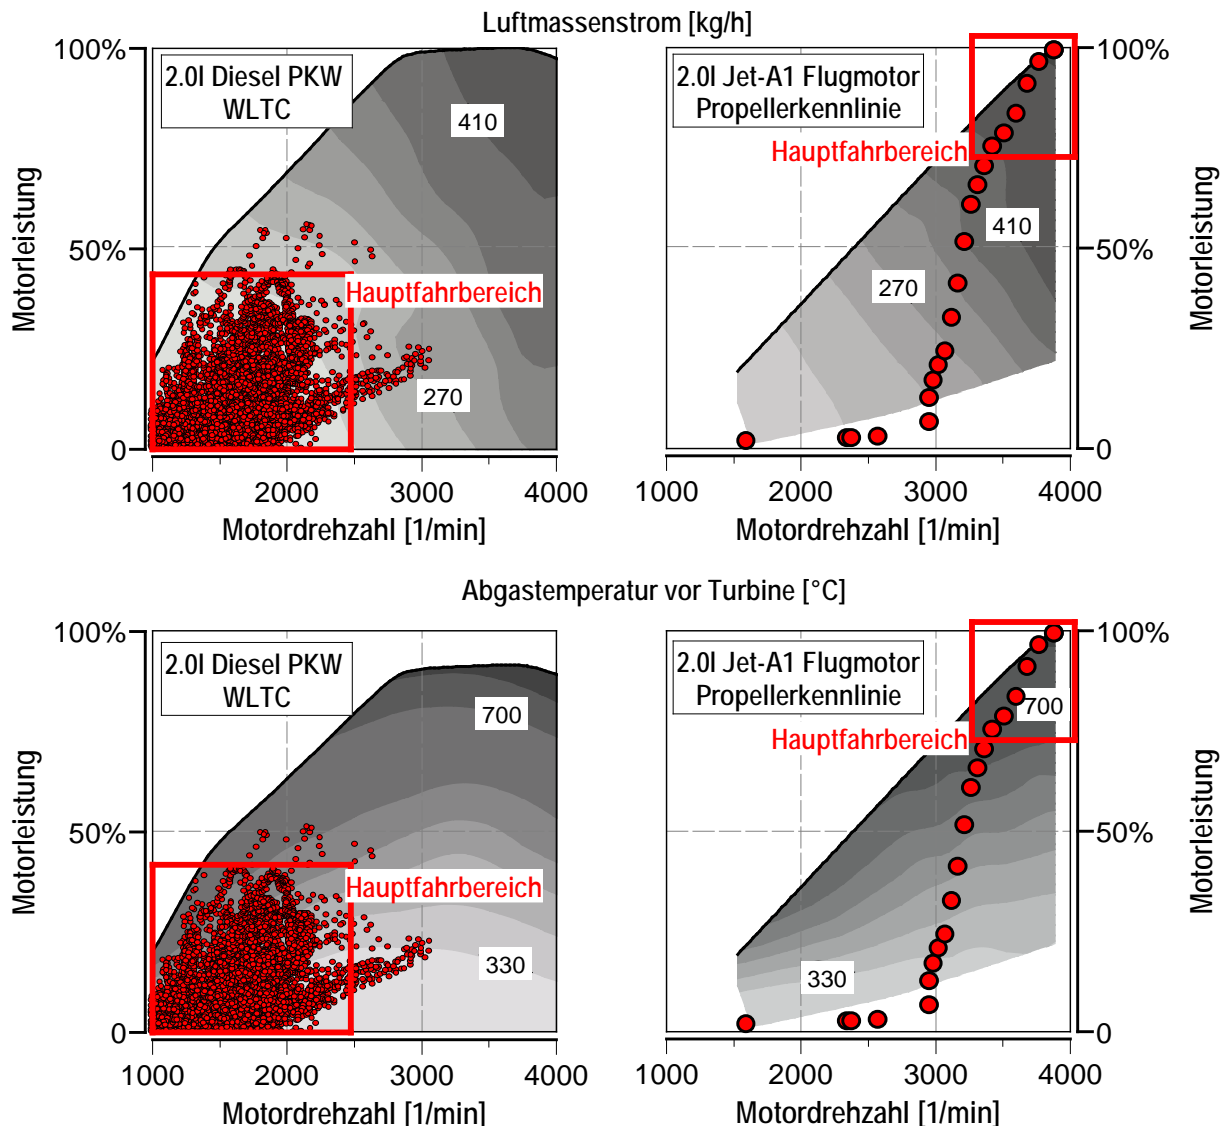 Luftmassenstrom [kg/h]
100%
2.0l Diesel PKW
WLTC
410
Hauptfahrbereich
270
50%
0
Motorleistung
1000 2000 3000 4000
Motordrehzahl [1/min]
2.0l Jet-A1 Flugmotor
Propellerkennlinie
Hauptfahrbereich
410
270
100%
50%
0
Motorleistung
1000 2000 3000 4000
Motordrehzahl [1/min]
Abgastemperatur vor Turbine [°C]
100%
2.0l Diesel PKW
WLTC
700
Hauptfahrbereich
330
50%
0
Motorleistung
1000 2000 3000 4000
Motordrehzahl [1/min]
2.0l Jet-A1 Flugmotor
Propellerkennlinie
700
Hauptfahrbereich
330
100%
50%
0
Motorleistung
1000 2000 3000 4000
Motordrehzahl [1/min]